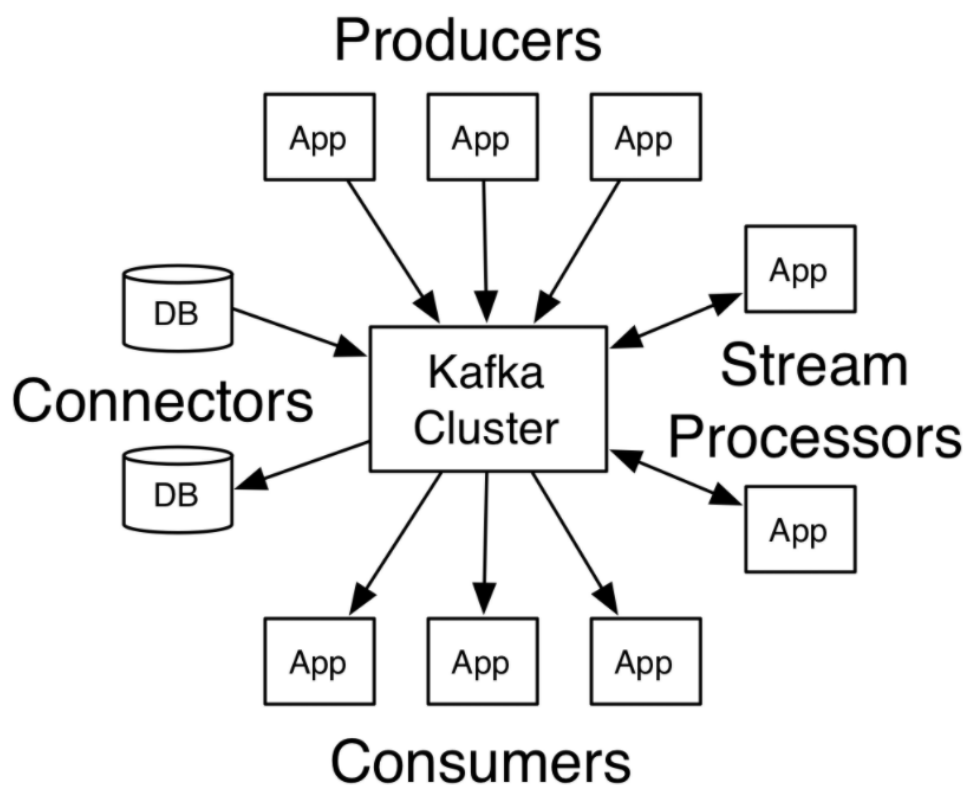 Producers
App
App
App
App
DB
Kafka
Cluster
Stream
Processors
Connectors
DB
App
App
App
App
Consumers